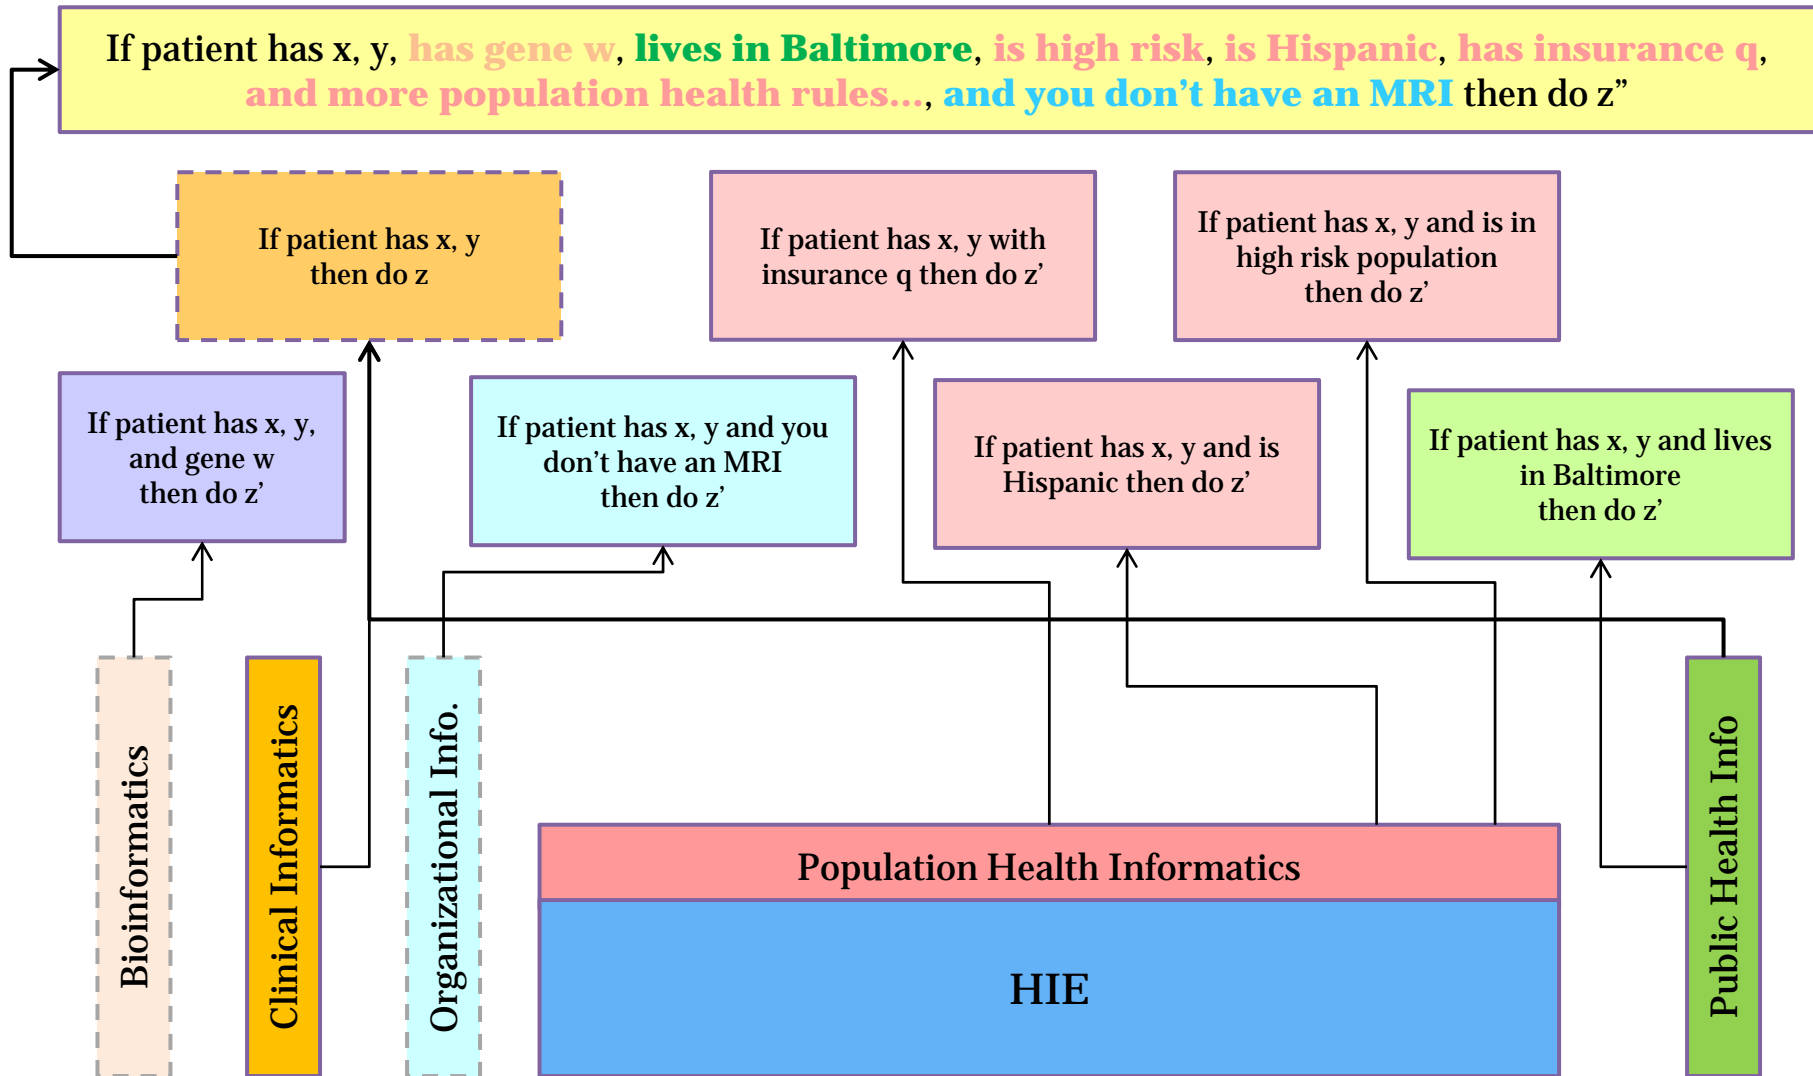 If patient has x, y, has gene w, lives in Baltimore, is high risk, is Hispanic, has insurance q,
and more population health rules..., and you don’t have an MRI then do z”
If patient has x, y
then do z
If patient has x, y with
insurance q then do z’
If patient has x, y and is in
high risk population
then do z’
If patient has x, y,
and gene w
then do z’
If patient has x, y and you
don’t have an MRI
then do z’
If patient has x, y and is
Hispanic then do z’
If patient has x, y and lives
in Baltimore
then do z’
Bioinformatics
Clinical Informatics
Organizational Info.
Population Health Informatics
HIE
Public Health Info